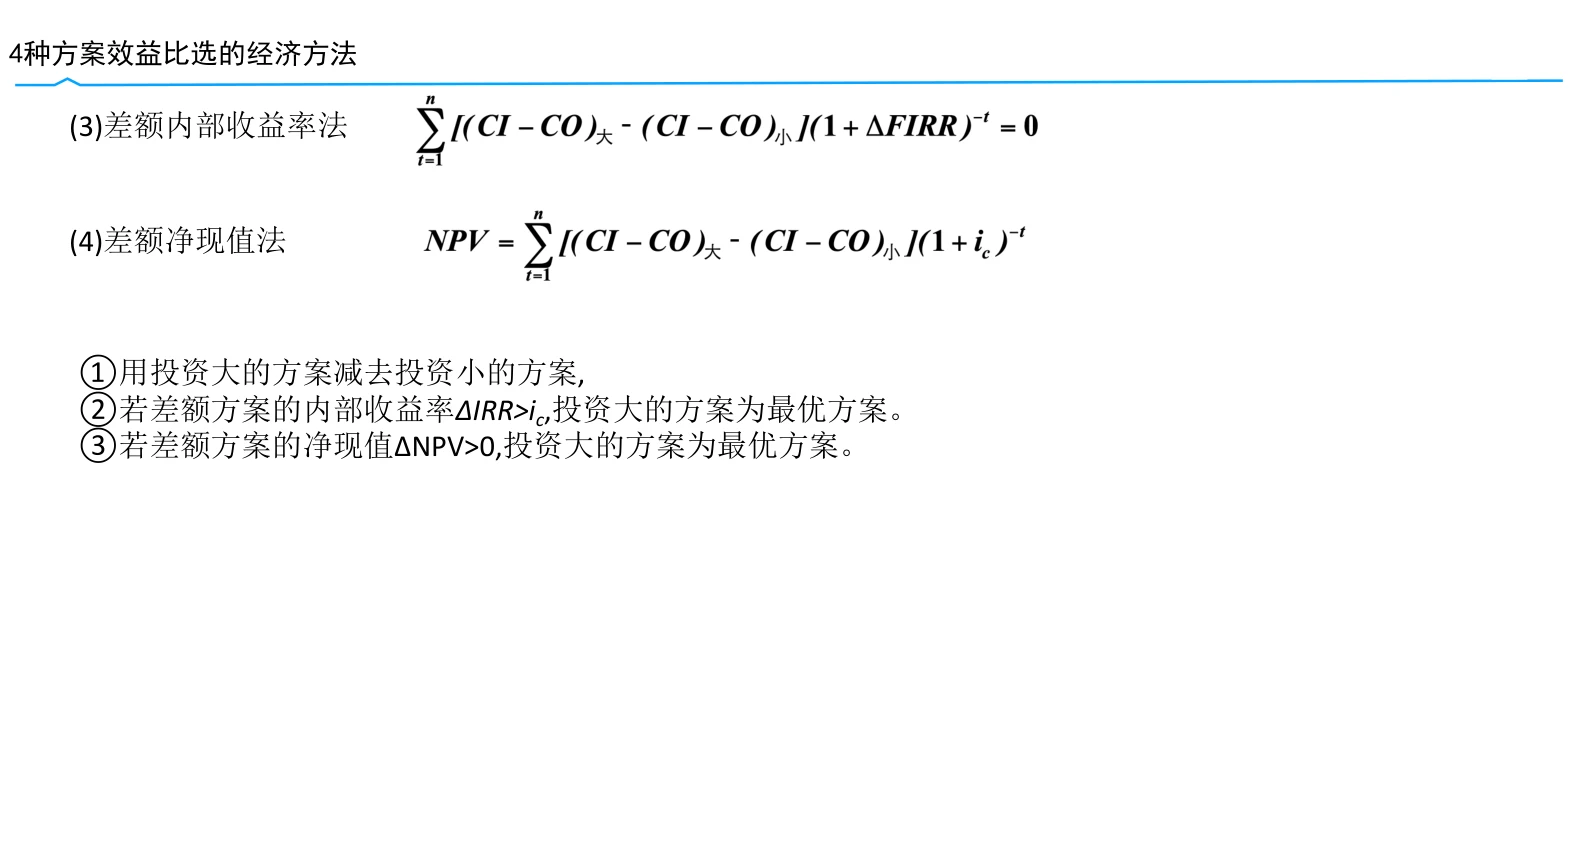 4种方案效益比选的经济方法
(3)差额内部收益率法 $\sum_{t=1}^{n}[(CI-CO)_{大}-(CI-CO)_{小}](1+\Delta FIRR)^{-t}=0$
(4)差额净现值法 $NPV=\sum_{t=1}^{n}[(CI-CO)_{大}-(CI-CO)_{小}](1+i_c)^{-t}$
①用投资大的方案减去投资小的方案,
②若差额方案的内部收益率ΔIRR>i_c,投资大的方案为最优方案。
③若差额方案的净现值ΔNPV>0,投资大的方案为最优方案。